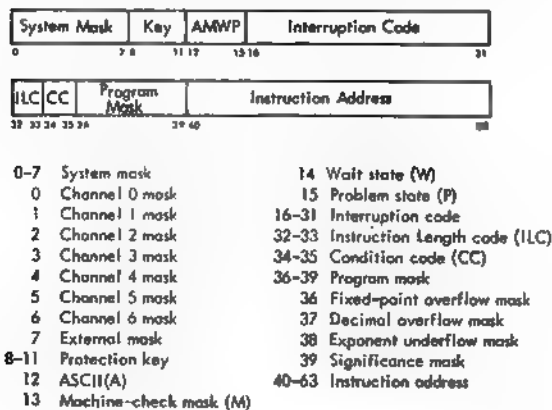 System Mask Key AMWP Interruption Code
0 7 8 11 12 15 16 31
ILC CC Program Mask Instruction Address
32 33 34 35 36 39 40
0-7 System mask
0 Channel 0 mask
1 Channel 1 mask
2 Channel 2 mask
3 Channel 3 mask
4 Channel 4 mask
5 Channel 5 mask
6 Channel 6 mask
7 External mask
8-11 Protection key
12 ASCII(A)
13 Machine-check mask (M)
14 Wait state (W)
15 Problem state (P)
16-31 Interruption code
32-33 Instruction Length code (ILC)
34-35 Condition code (CC)
36-39 Program mask
36 Fixed-point overflow mask
37 Decimal overflow mask
38 Exponent underflow mask
39 Significance mask
40-63 Instruction address